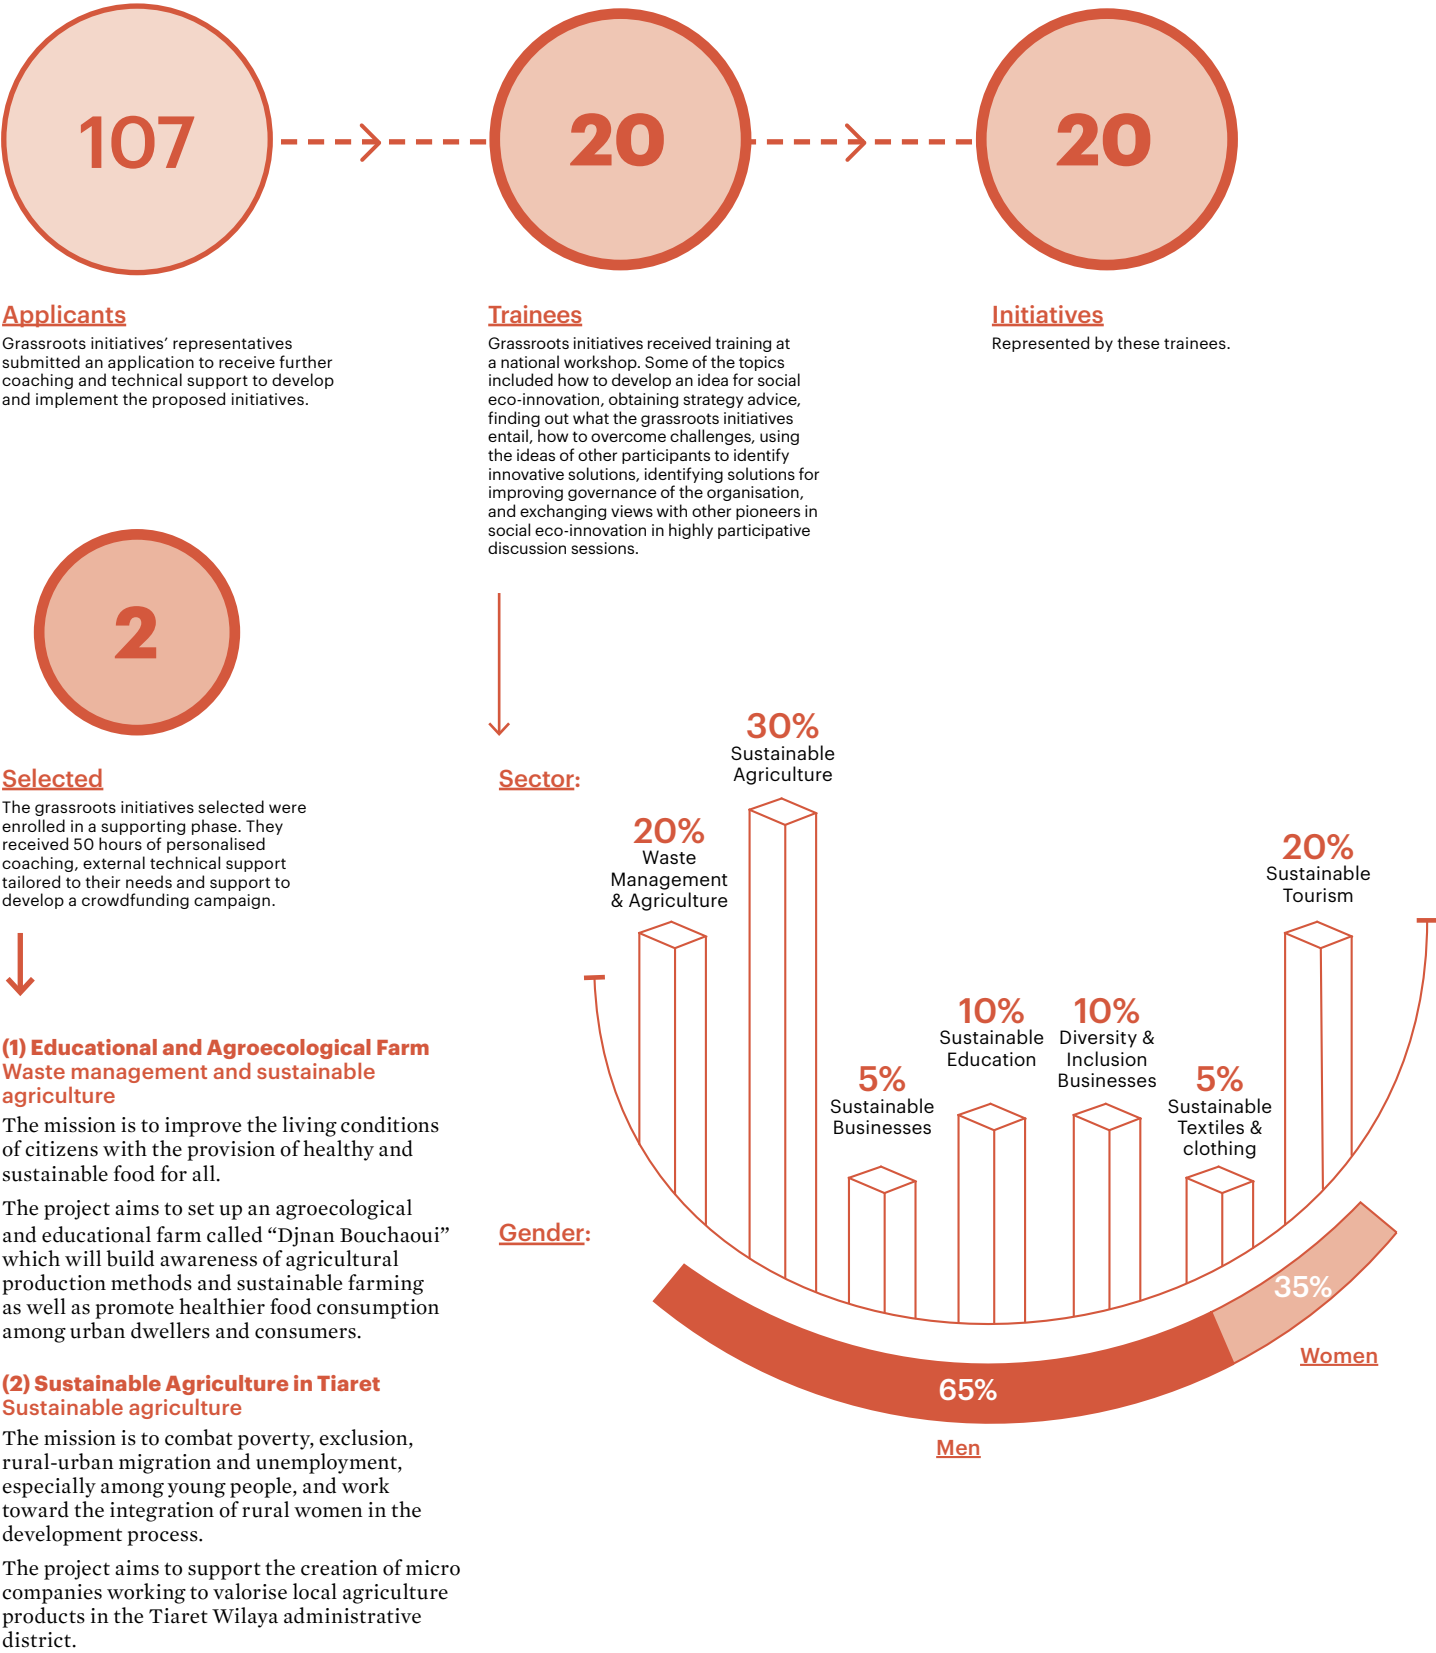 107
20
20
Applicants
Grassroots initiatives’ representatives
submitted an application to receive further
coaching and technical support to develop
and implement the proposed initiatives.
Trainees
Grassroots initiatives received training at
a national workshop. Some of the topics
included how to develop an idea for social
eco-innovation, obtaining strategy advice,
finding out what the grassroots initiatives
entail, how to overcome challenges, using
the ideas of other participants to identify
innovative solutions, identifying solutions for
improving governance of the organisation,
and exchanging views with other pioneers in
social eco-innovation in highly participative
discussion sessions.
Initiatives
Represented by these trainees.
2
Selected
The grassroots initiatives selected were
enrolled in a supporting phase. They
received 50 hours of personalised
coaching, external technical support
tailored to their needs and support to
develop a crowdfunding campaign.
(1) Educational and Agroecological Farm
Waste management and sustainable
agriculture
The mission is to improve the living conditions
of citizens with the provision of healthy and
sustainable food for all.
The project aims to set up an agroecological
and educational farm called “Djnan Bouchaoui”
which will build awareness of agricultural
production methods and sustainable farming
as well as promote healthier food consumption
among urban dwellers and consumers.
(2) Sustainable Agriculture in Tiaret
Sustainable agriculture
The mission is to combat poverty, exclusion,
rural-urban migration and unemployment,
especially among young people, and work
toward the integration of rural women in the
development process.
The project aims to support the creation of micro
companies working to valorise local agriculture
products in the Tiaret Wilaya administrative
district.
Sector:
20%
Waste
Management
& Agriculture
30%
Sustainable
Agriculture
5%
Sustainable
Businesses
10%
Sustainable
Education
10%
Diversity &
Inclusion
Businesses
5%
Sustainable
Textiles &
clothing
20%
Sustainable
Tourism
Gender:
65%
Men
35%
Women